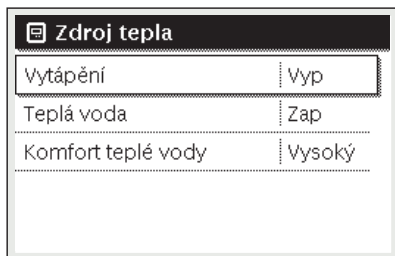 Zdroj tepla
Vytápění Vyp
Teplá voda Zap
Komfort teplé vody Vysoký